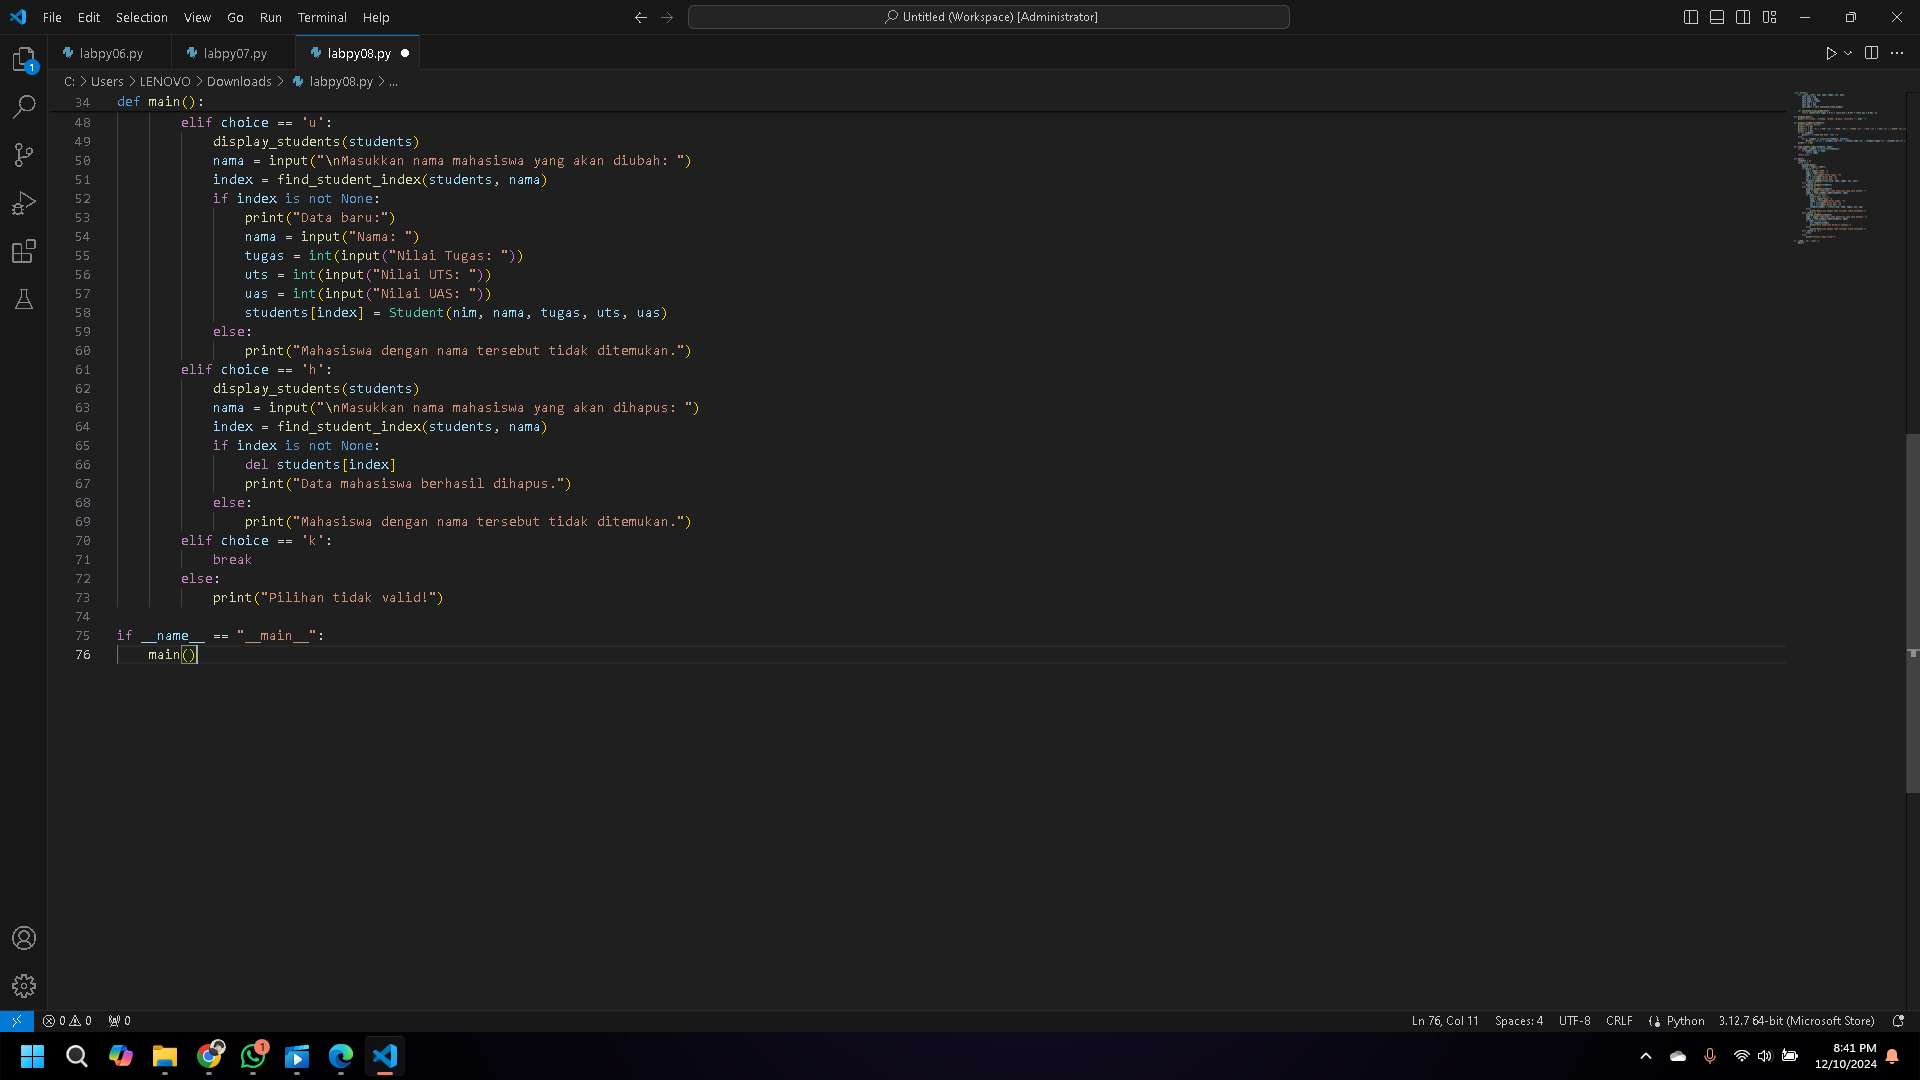 File Edit Selection View Go Run Terminal Help
Untitled (Workspace) [Administrator]
labpy06.py labpy07.py labpy08.py
C: > Users > LENOVO > Downloads > labpy08.py > ...
34 def main():
48 elif choice == 'u':
49 display_students(students)
50 nama = input("\nMasukkan nama mahasiswa yang akan diubah: ")
51 index = find_student_index(students, nama)
52 if index is not None:
53 print("Data baru:")
54 nama = input("Nama: ")
55 tugas = int(input("Nilai Tugas: "))
56 uts = int(input("Nilai UTS: "))
57 uas = int(input("Nilai UAS: "))
58 students[index] = Student(nim, nama, tugas, uts, uas)
59 else:
60 print("Mahasiswa dengan nama tersebut tidak ditemukan.")
61 elif choice == 'h':
62 display_students(students)
63 nama = input("\nMasukkan nama mahasiswa yang akan dihapus: ")
64 index = find_student_index(students, nama)
65 if index is not None:
66 del students[index]
67 print("Data mahasiswa berhasil dihapus.")
68 else:
69 print("Mahasiswa dengan nama tersebut tidak ditemukan.")
70 elif choice == 'k':
71 break
72 else:
73 print("Pilihan tidak valid!")
74
75 if __name__ == "__main__":
76 main()
1
0 0 0
Ln 76, Col 11 Spaces: 4 UTF-8 CRLF Python 3.12.7 64-bit (Microsoft Store)
1
8:41 PM
12/10/2024